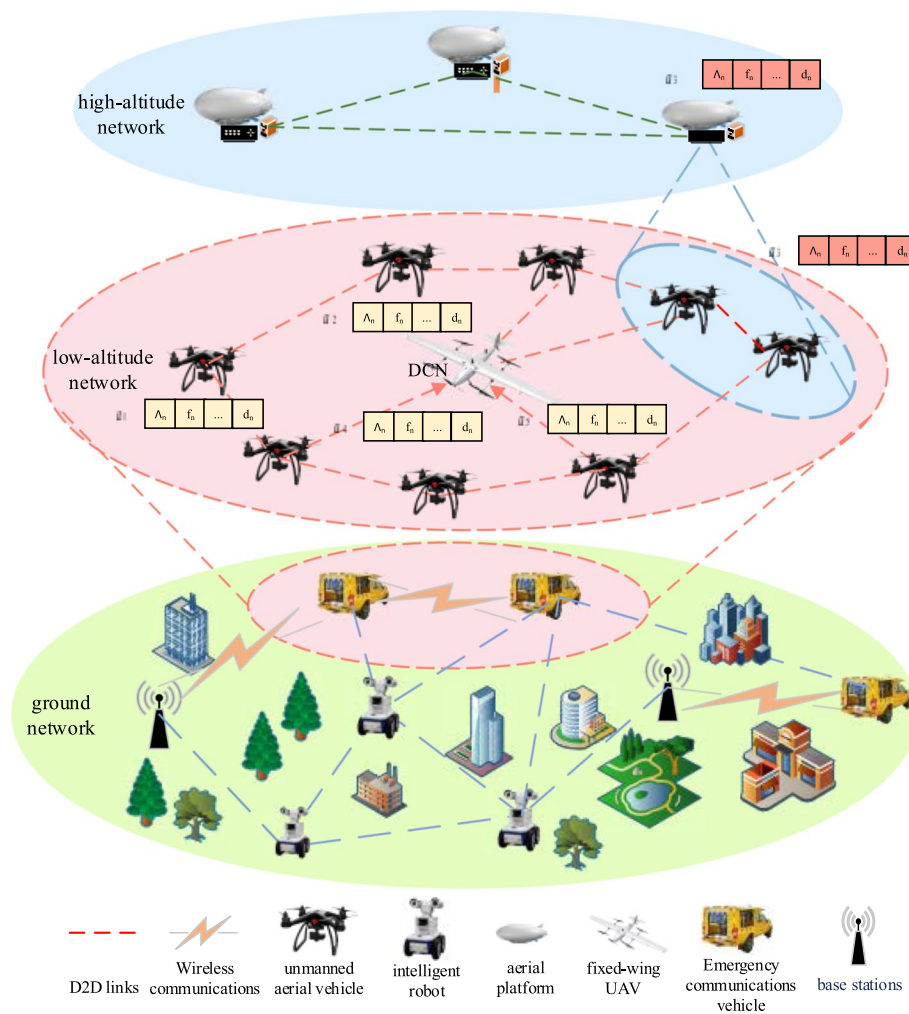 Λn fn ... dn
high-altitude
network
Λn fn ... dn
Λn fn ... dn
low-altitude
network
DCN
Λn fn ... dn
Λn fn ... dn
Λn fn ... dn
ground
network
D2D links
Wireless
communications
unmanned
aerial vehicle
intelligent
robot
aerial
platform
fixed-wing
UAV
Emergency
communications
vehicle
base stations